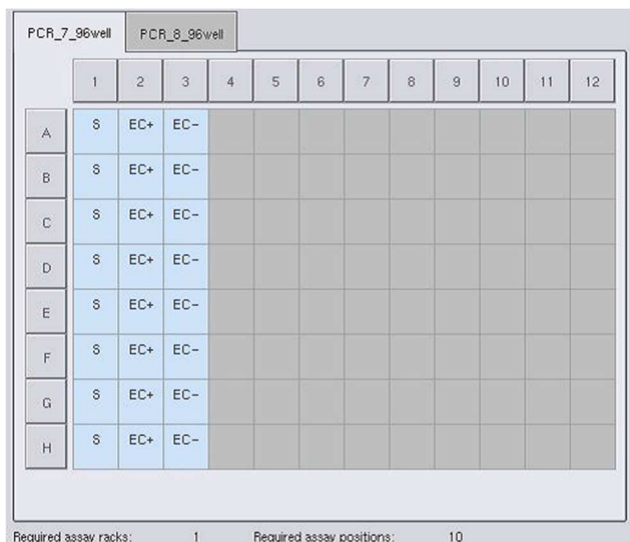 PCR_7_96well PCR_8_96well
1 2 3 4 5 6 7 8 9 10 11 12
A S EC+ EC-
B S EC+ EC-
C S EC+ EC-
D S EC+ EC-
E S EC+ EC-
F S EC+ EC-
G S EC+ EC-
H S EC+ EC-
Required assay racks: 1 Required assay positions: 10